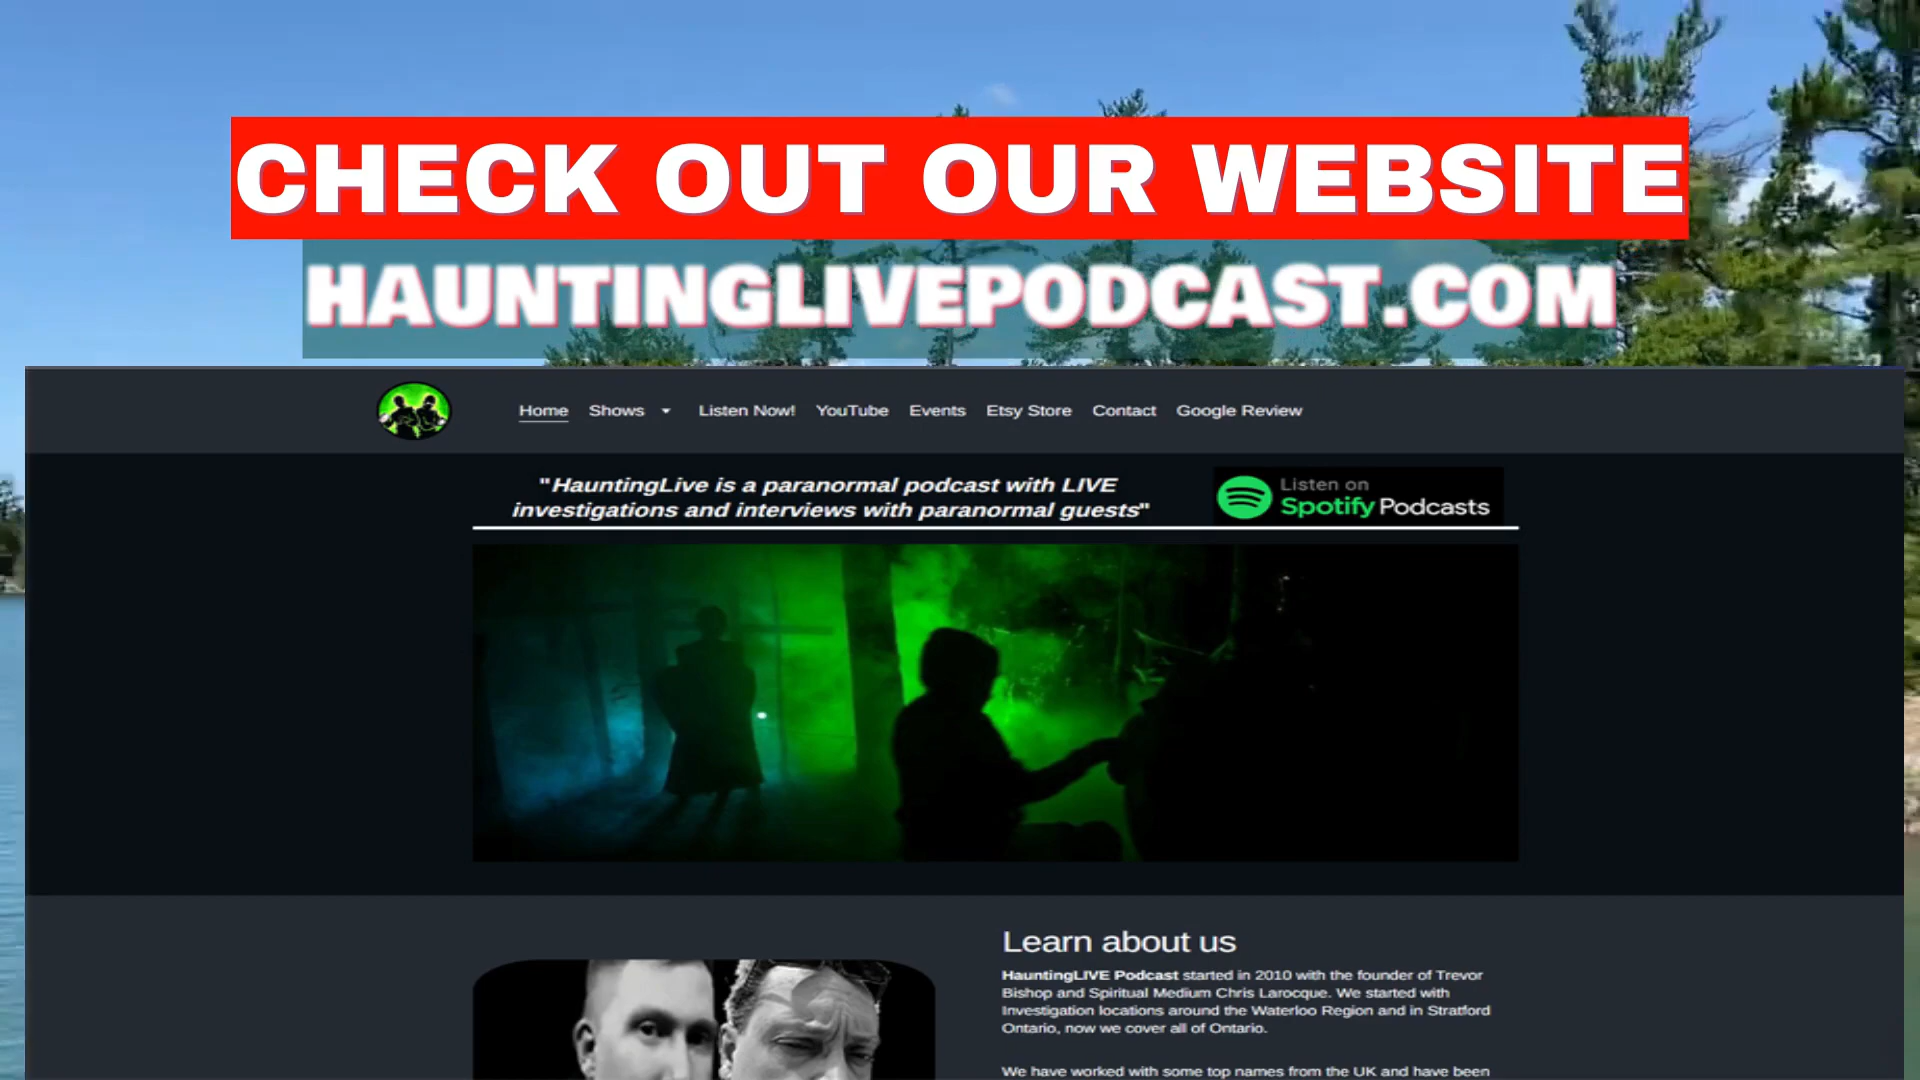 CHECK OUT OUR WEBSITE
HAUNTINGLIVEPODCAST.COM
Home Shows Listen Now! YouTube Events Etsy Store Contact Google Review
"HauntingLive is a paranormal podcast with LIVE
investigations and interviews with paranormal guests"
Listen on
Spotify Podcasts
Learn about us
HauntingLIVE Podcast started in 2010 with the founder of Trevor
Bishop and Spiritual Medium Chris Larocque. We started with
Investigation locations around the Waterloo Region and in Stratford
Ontario, now we cover all of Ontario.
We have worked with some top names from the UK and have been